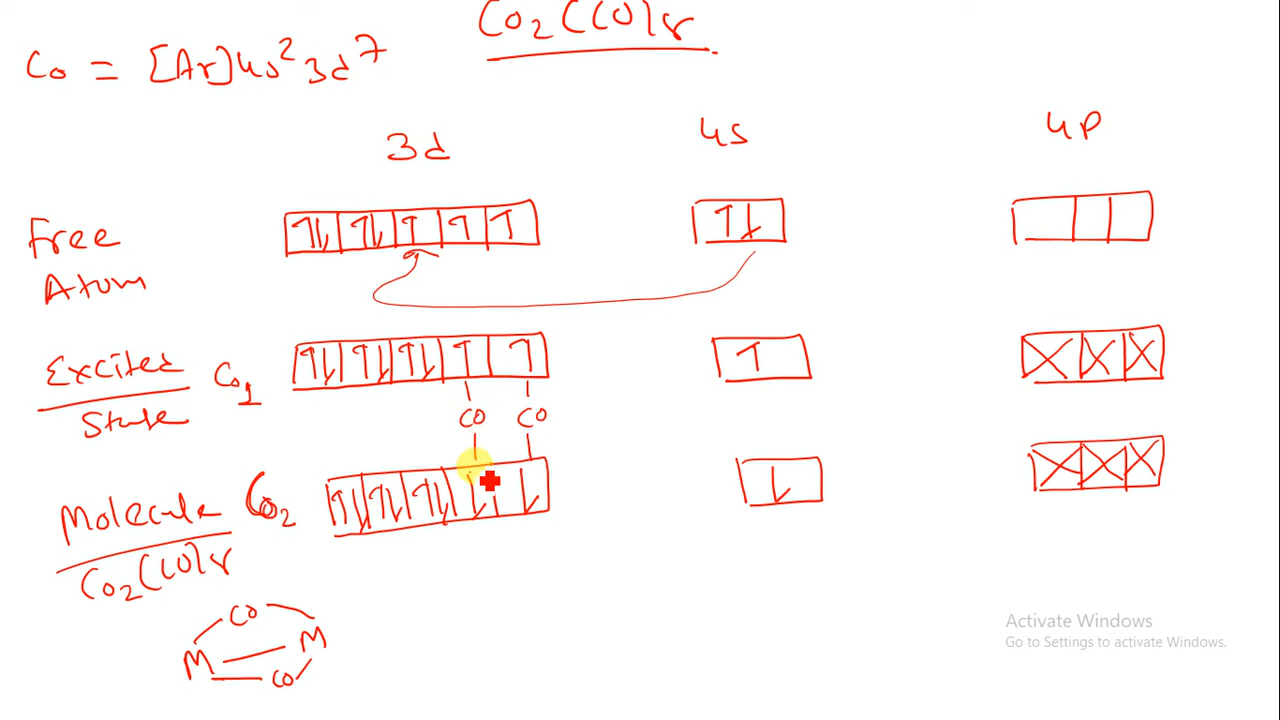 Co₂(CO)8
Co = [Ar]4s² 3d⁷
3d 4s 4p
Free
Atom
↑↓ ↑↓ ↑ ↑ ↑ ↑↓
Excited
State
Co₁ ↑↓ ↑↓ ↑↓ ↑ ↑ ↑ X X X
CO CO
Molecule
Co₂(CO)8
Co₂ ↑↓ ↑↓ ↑↓ ↓ ↓ ↓ X X X
CO
M M
CO
Activate Windows
Go to Settings to activate Windows.